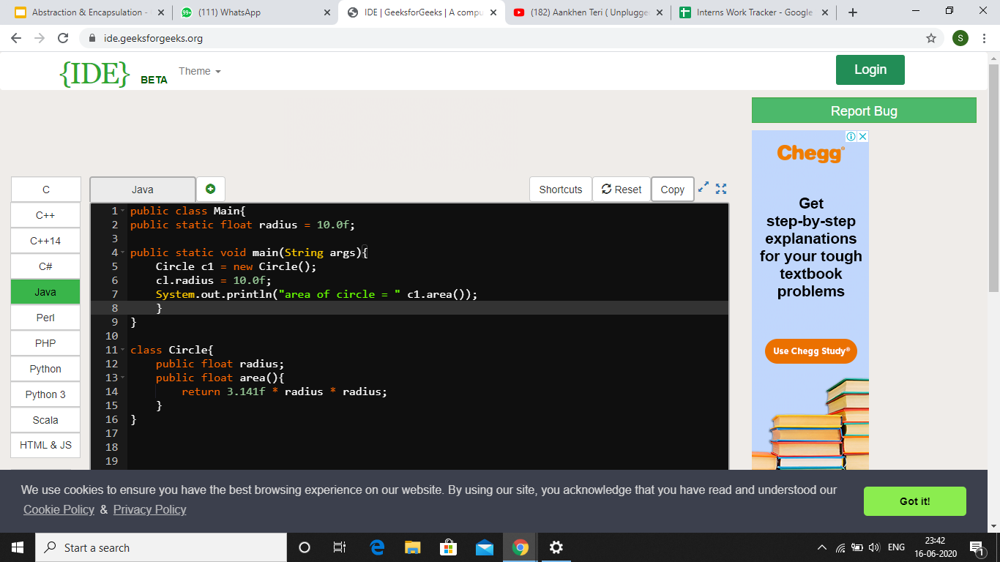 Abstraction & Encapsulation -
99+ (111) WhatsApp
IDE | GeeksforGeeks | A compu
(182) Aankhen Teri ( Unplugge
Interns Work Tracker - Google
ide.geeksforgeeks.org
S
{IDE} BETA
Theme
Login
Report Bug
Chegg®
Get
step-by-step
explanations
for your tough
textbook
problems
Use Chegg Study®
C
C++
C++14
C#
Java
Perl
PHP
Python
Python 3
Scala
HTML & JS
Java
Shortcuts
Reset
Copy
1 public class Main{
2 public static float radius = 10.0f;
3
4 public static void main(String args){
5     Circle c1 = new Circle();
6     cl.radius = 10.0f;
7     System.out.println("area of circle = " c1.area());
8     }
9 }
10
11 class Circle{
12     public float radius;
13     public float area(){
14         return 3.141f * radius * radius;
15     }
16 }
17
18
19
We use cookies to ensure you have the best browsing experience on our website. By using our site, you acknowledge that you have read and understood our
Cookie Policy & Privacy Policy
Got it!
Start a search
ENG
23:42
16-06-2020
1